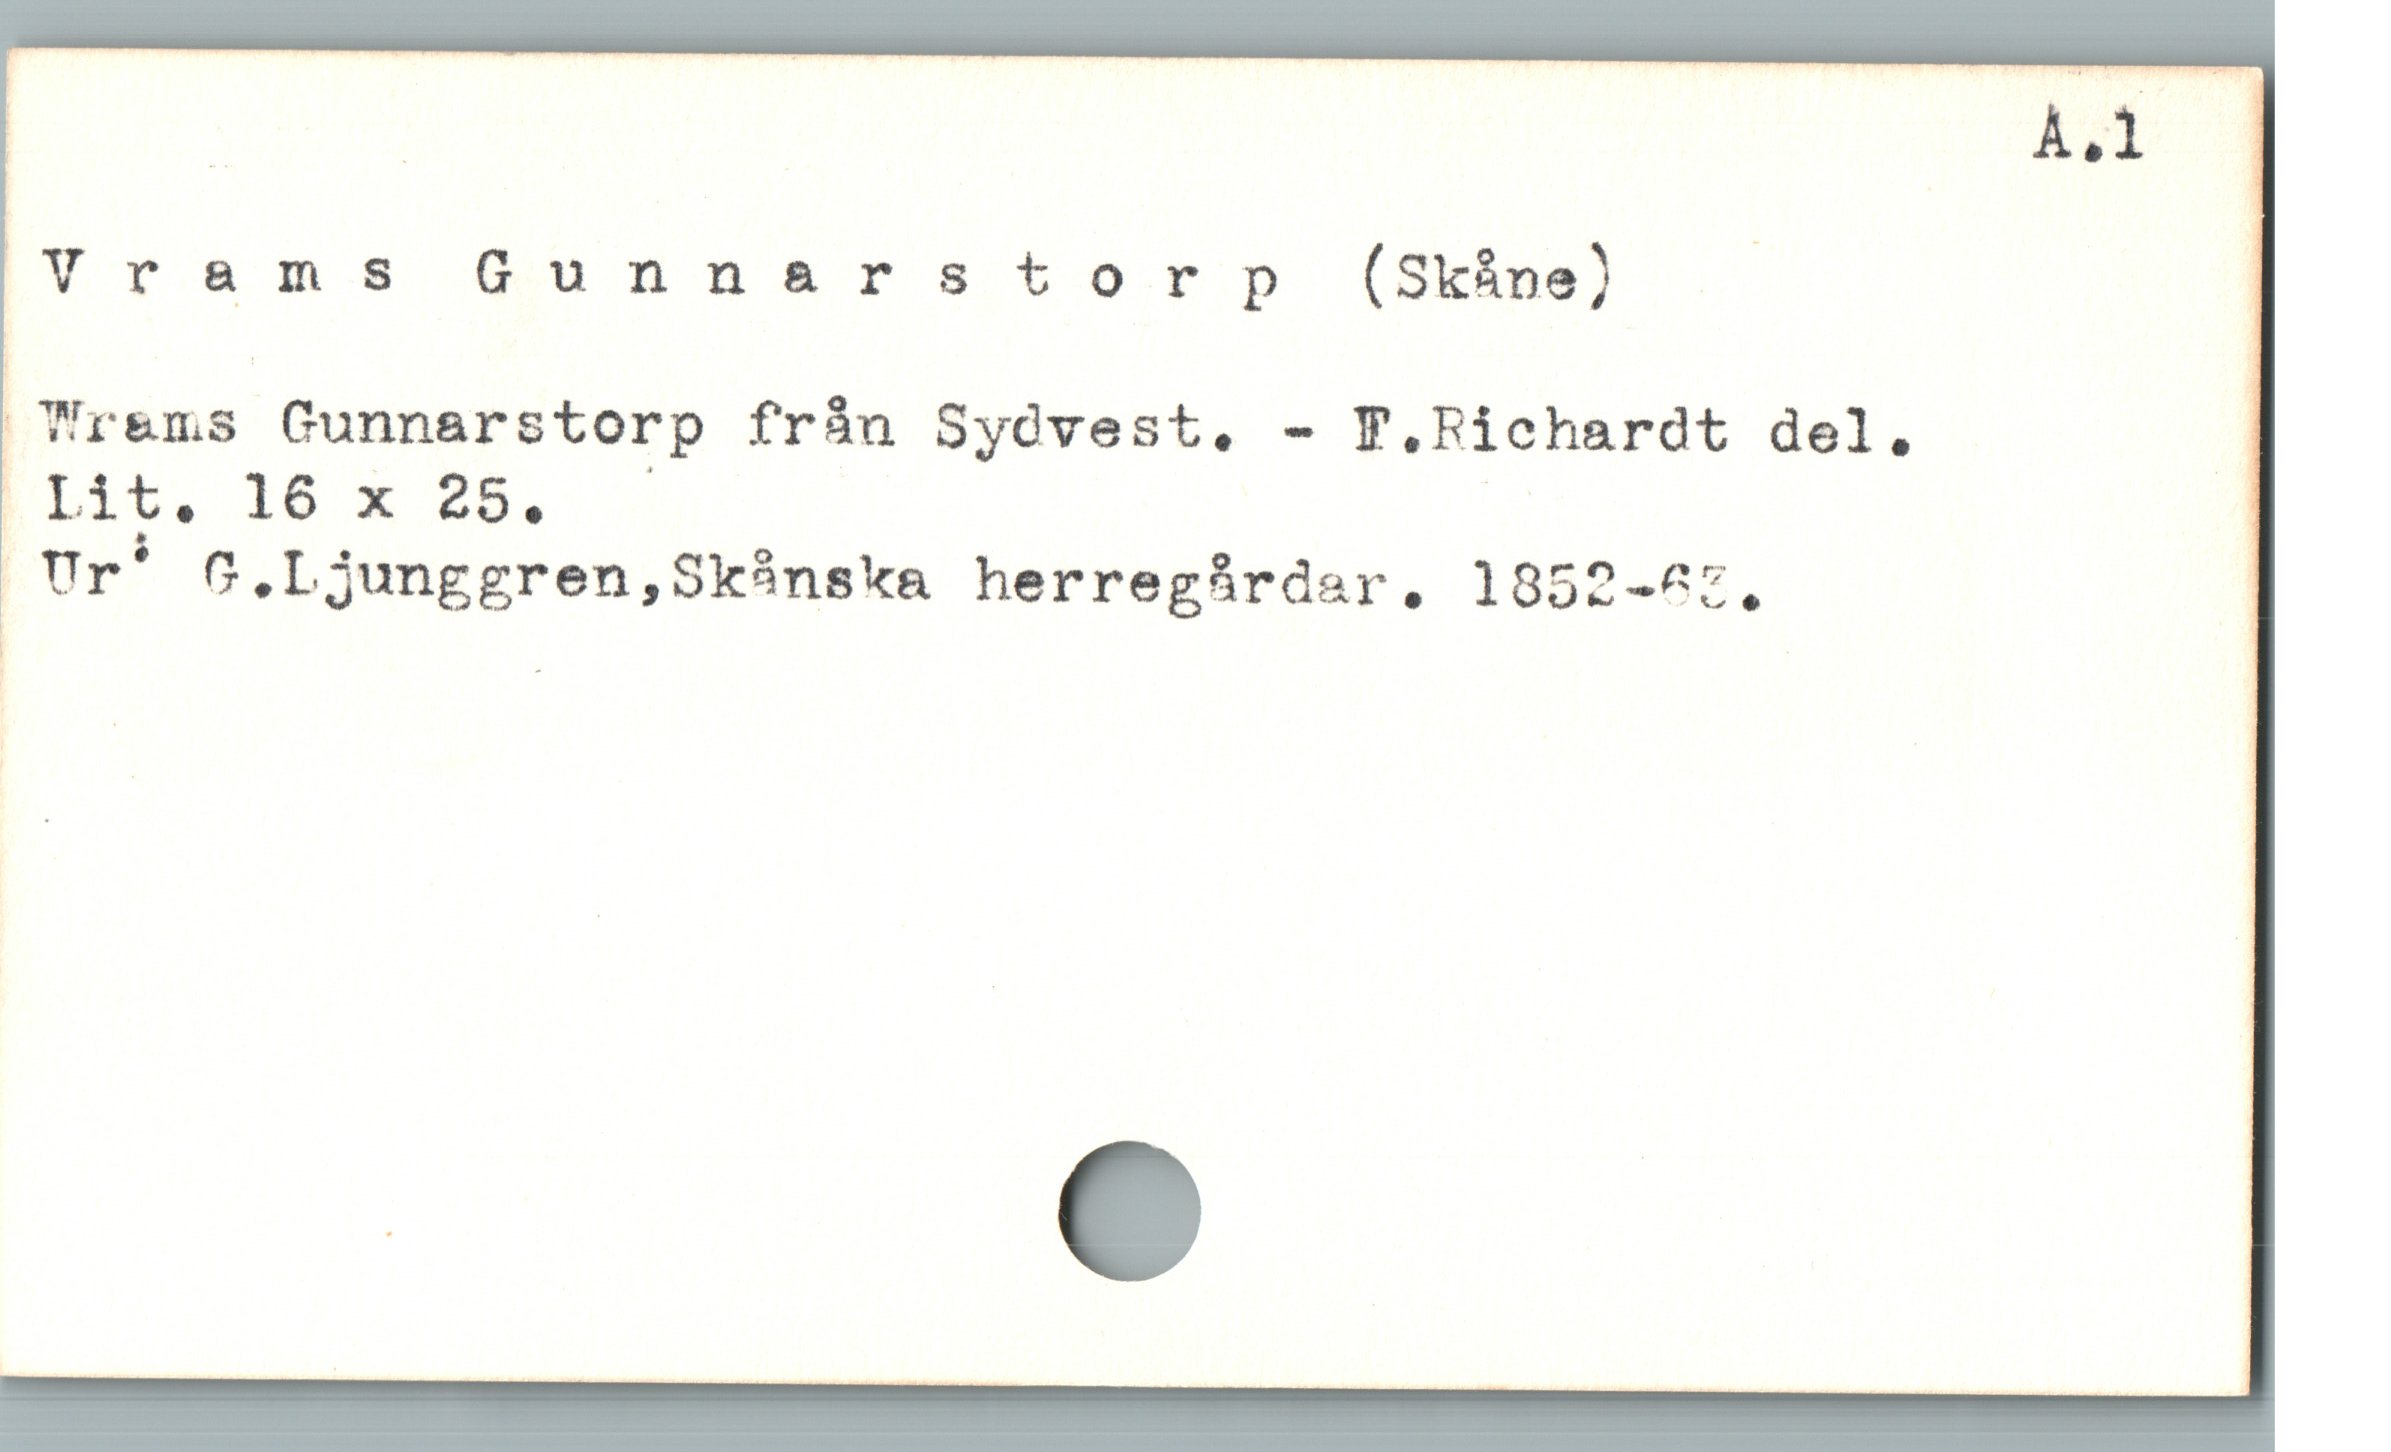 A.1
V r a m s  G u n n a r s t o r p (Skåne)
Wrams Gunnarstorp från Sydvest. - F.Richardt del.
Lit. 16 x 25.
Ur: G.Ljunggren,Skånska herregårdar. 1852-63.